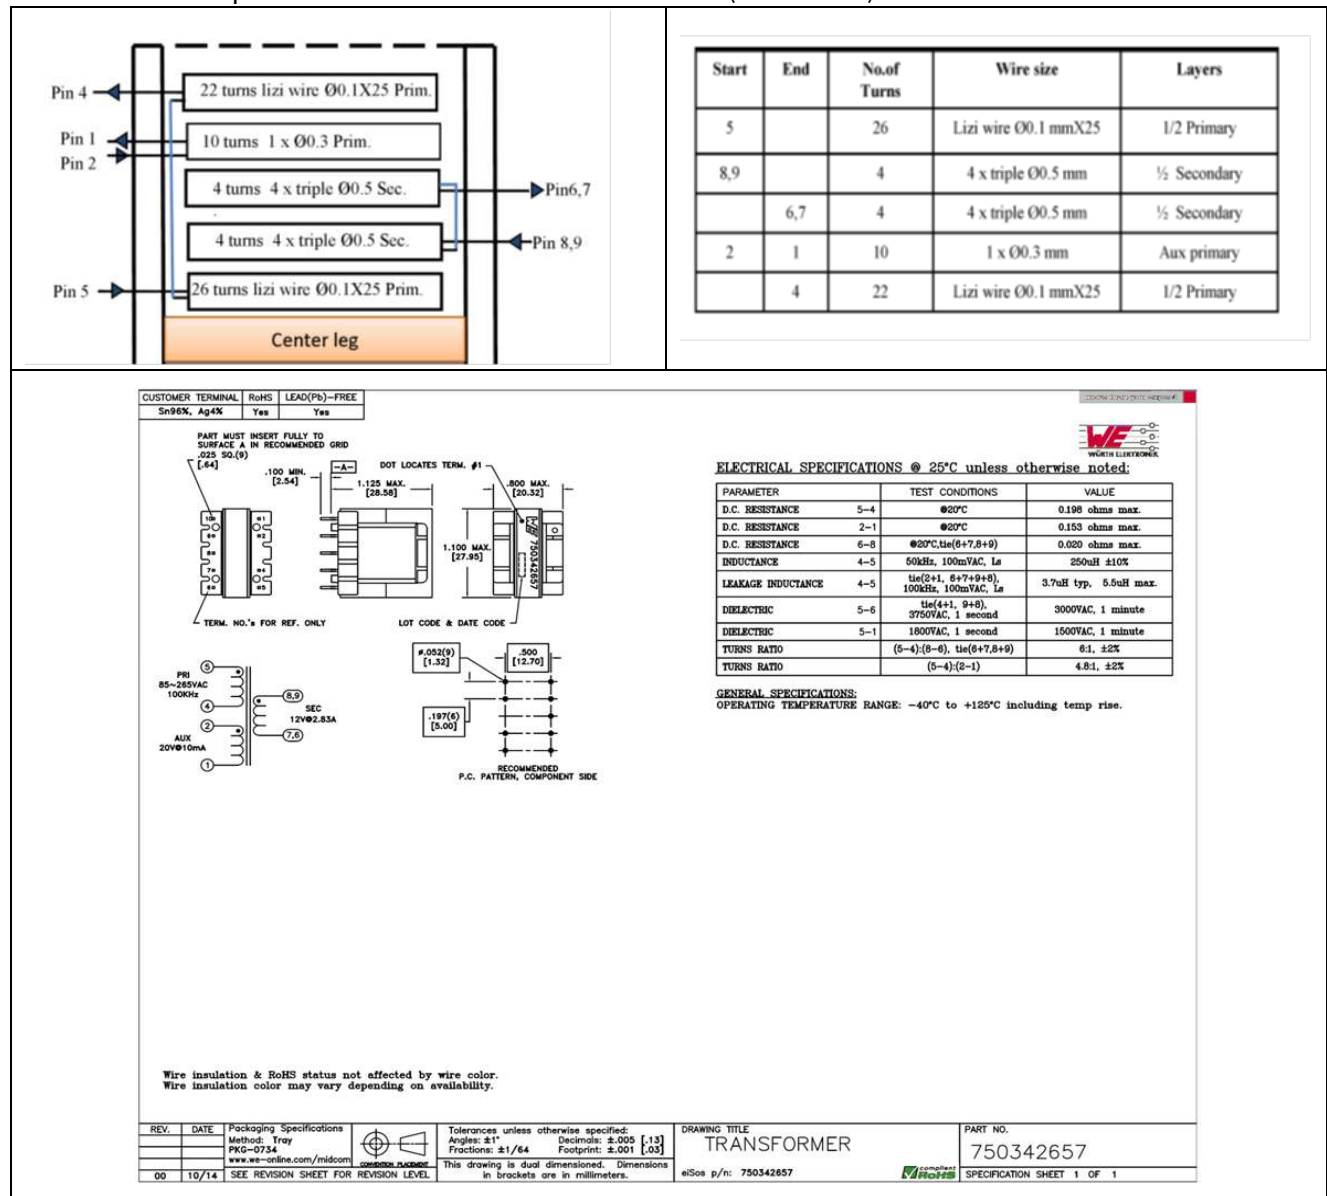 Pin 4
22 turns lizi wire Ø0.1X25 Prim.
Pin 1
10 turns 1 x Ø0.3 Prim.
Pin 2
4 turns 4 x triple Ø0.5 Sec.
Pin6,7
4 turns 4 x triple Ø0.5 Sec.
Pin 8,9
Pin 5
26 turns lizi wire Ø0.1X25 Prim.
Center leg
Start End No.of Turns Wire size Layers
5 26 Lizi wire Ø0.1 mmX25 1/2 Primary
8,9 4 4 x triple Ø0.5 mm ½ Secondary
6,7 4 4 x triple Ø0.5 mm ½ Secondary
2 1 10 1 x Ø0.3 mm Aux primary
4 22 Lizi wire Ø0.1 mmX25 1/2 Primary
CUSTOMER TERMINAL RoHS LEAD(Pb)-FREE
Sn96%, Ag4% Yes Yes
PART MUST INSERT FULLY TO
SURFACE A IN RECOMMENDED GRID
.025 SQ.(9)
[.64]
.100 MIN.
[2.54]
-A-
1.125 MAX.
[28.58]
DOT LOCATES TERM. #1
.800 MAX.
[20.32]
1.100 MAX.
[27.95]
750342657
TERM. NO.'s FOR REF. ONLY
LOT CODE & DATE CODE
PRI
85~265VAC
100KHz
5
4
AUX
20V@10mA
2
1
8,9
SEC
12V@2.83A
7,6
ø.052(9)
[1.32]
.500
[12.70]
.197(6)
[5.00]
RECOMMENDED
P.C. PATTERN, COMPONENT SIDE
WE
WÜRTH ELEKTRONIK
ELECTRICAL SPECIFICATIONS @ 25°C unless otherwise noted:
PARAMETER TEST CONDITIONS VALUE
D.C. RESISTANCE 5-4 @20°C 0.198 ohms max.
D.C. RESISTANCE 2-1 @20°C 0.153 ohms max.
D.C. RESISTANCE 6-8 @20°C,tie(6+7,8+9) 0.020 ohms max.
INDUCTANCE 4-5 50kHz, 100mVAC, Ls 250uH ±10%
LEAKAGE INDUCTANCE 4-5 tie(2+1, 6+7+9+8), 100kHz, 100mVAC, Ls 3.7uH typ, 5.5uH max.
DIELECTRIC 5-6 tie(4+1, 9+8), 3750VAC, 1 second 3000VAC, 1 minute
DIELECTRIC 5-1 1800VAC, 1 second 1500VAC, 1 minute
TURNS RATIO (5-4):(8-6), tie(6+7,8+9) 6:1, ±2%
TURNS RATIO (5-4):(2-1) 4.8:1, ±2%
GENERAL SPECIFICATIONS:
OPERATING TEMPERATURE RANGE: -40°C to +125°C including temp rise.
Wire insulation & RoHS status not affected by wire color.
Wire insulation color may vary depending on availability.
REV. DATE
00 10/14
Packaging Specifications
Method: Tray
PKG-0734
www.we-online.com/midcom
CONVENTION PLACEMENT
SEE REVISION SHEET FOR REVISION LEVEL
Tolerances unless otherwise specified:
Angles: ±1° Decimals: ±.005 [.13]
Fractions: ±1/64 Footprint: ±.001 [.03]
This drawing is dual dimensioned. Dimensions
in brackets are in millimeters.
DRAWING TITLE
TRANSFORMER
eiSos p/n: 750342657
compliant
RoHS
PART NO.
750342657
SPECIFICATION SHEET 1 OF 1